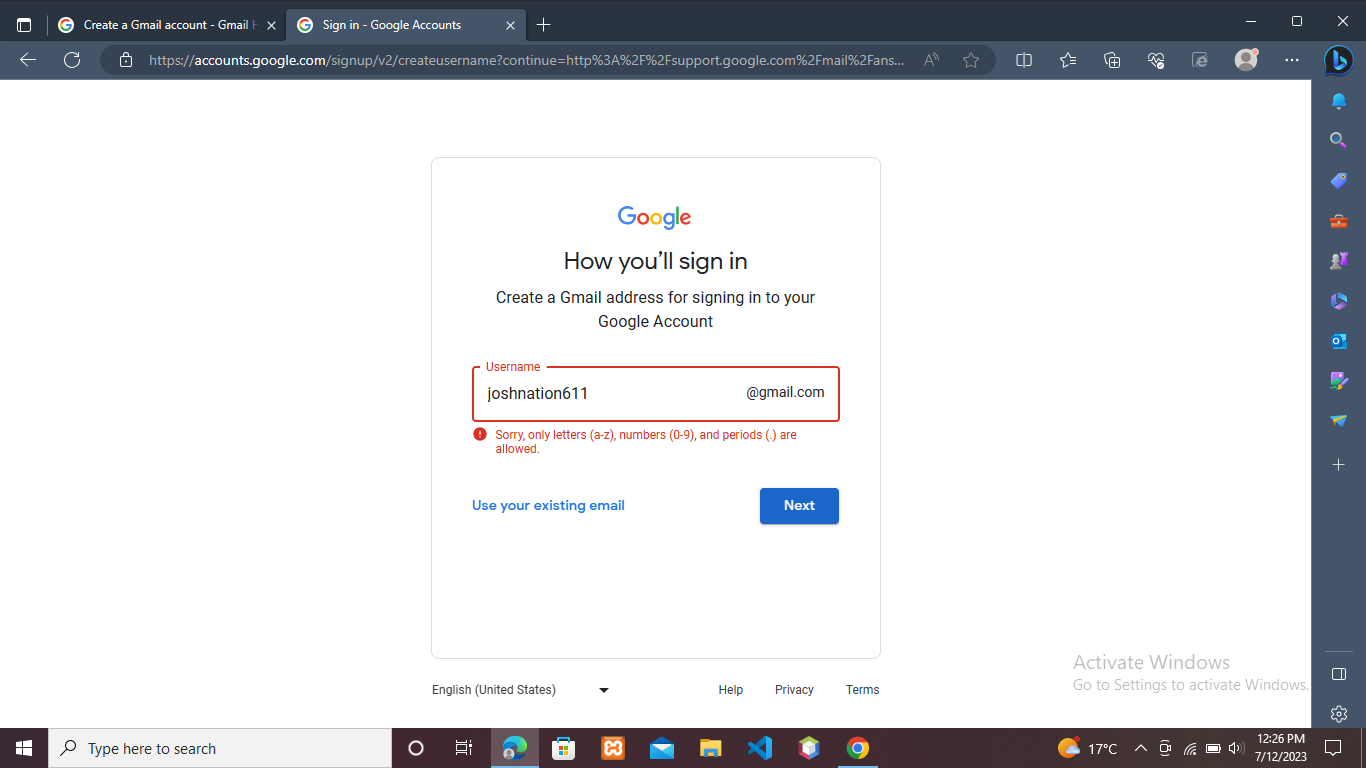 Create a Gmail account - Gmail H
Sign in - Google Accounts
https://accounts.google.com/signup/v2/createusername?continue=http%3A%2F%2Fsupport.google.com%2Fmail%2Fans...
Google
How you’ll sign in
Create a Gmail address for signing in to your
Google Account
Username
joshnation611
@gmail.com
Sorry, only letters (a-z), numbers (0-9), and periods (.) are
allowed.
Use your existing email
Next
English (United States)
Help
Privacy
Terms
Activate Windows
Go to Settings to activate Windows.
Type here to search
17°C
12:26 PM
7/12/2023